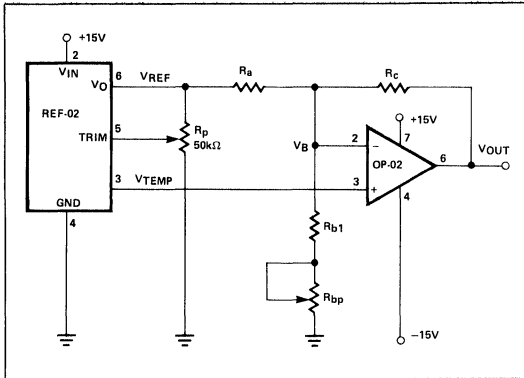 +15V
2
VIN
VO
6
VREF
Ra
Rc
REF-02
TRIM
5
Rp
50kΩ
+15V
7
VB
2
−
OP-02
6
VOUT
3
VTEMP
3
+
4
GND
4
Rb1
Rbp
−15V